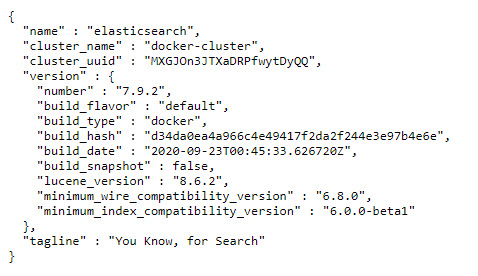 {
  "name" : "elasticsearch",
  "cluster_name" : "docker-cluster",
  "cluster_uuid" : "MXGJOn3JTXaDRPfwytDyQQ",
  "version" : {
    "number" : "7.9.2",
    "build_flavor" : "default",
    "build_type" : "docker",
    "build_hash" : "d34da0ea4a966c4e49417f2da2f244e3e97b4e6e",
    "build_date" : "2020-09-23T00:45:33.626720Z",
    "build_snapshot" : false,
    "lucene_version" : "8.6.2",
    "minimum_wire_compatibility_version" : "6.8.0",
    "minimum_index_compatibility_version" : "6.0.0-beta1"
  },
  "tagline" : "You Know, for Search"
}